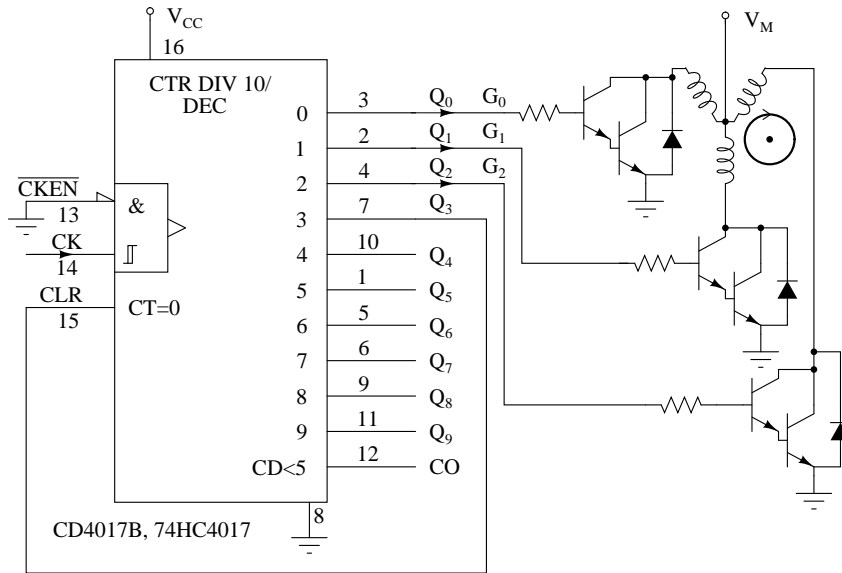 V_CC
16
V_M
CTR DIV 10/
DEC
0 3 Q_0 G_0
1 2 Q_1 G_1
2 4 Q_2 G_2
3 7 Q_3
4 10 Q_4
5 1 Q_5
6 5 Q_6
7 6 Q_7
8 9 Q_8
9 11 Q_9
CD<5 12 CO
CKEN
13
&
CK
14
CLR
15
CT=0
8
CD4017B, 74HC4017